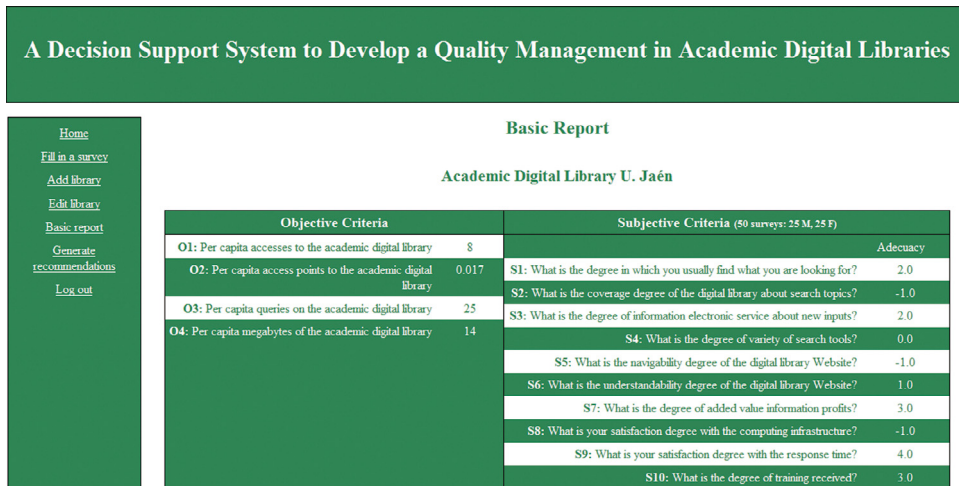 A Decision Support System to Develop a Quality Management in Academic Digital Libraries
Home
Fill in a survey
Add library
Edit library
Basic report
Generate
recommendations
Log out
Basic Report
Academic Digital Library U. Jaén
Objective Criteria
O1: Per capita accesses to the academic digital library 8
O2: Per capita access points to the academic digital 0.017
library
O3: Per capita queries on the academic digital library 25
O4: Per capita megabytes of the academic digital library 14
Subjective Criteria (50 surveys: 25 M, 25 F)
Adecuacy
S1: What is the degree in which you usually find what you are looking for? 2.0
S2: What is the coverage degree of the digital library about search topics? -1.0
S3: What is the degree of information electronic service about new inputs? 2.0
S4: What is the degree of variety of search tools? 0.0
S5: What is the navigability degree of the digital library Website? -1.0
S6: What is the understandability degree of the digital library Website? 1.0
S7: What is the degree of added value information profits? 3.0
S8: What is your satisfaction degree with the computing infrastructure? -1.0
S9: What is your satisfaction degree with the response time? 4.0
S10: What is the degree of training received? 3.0